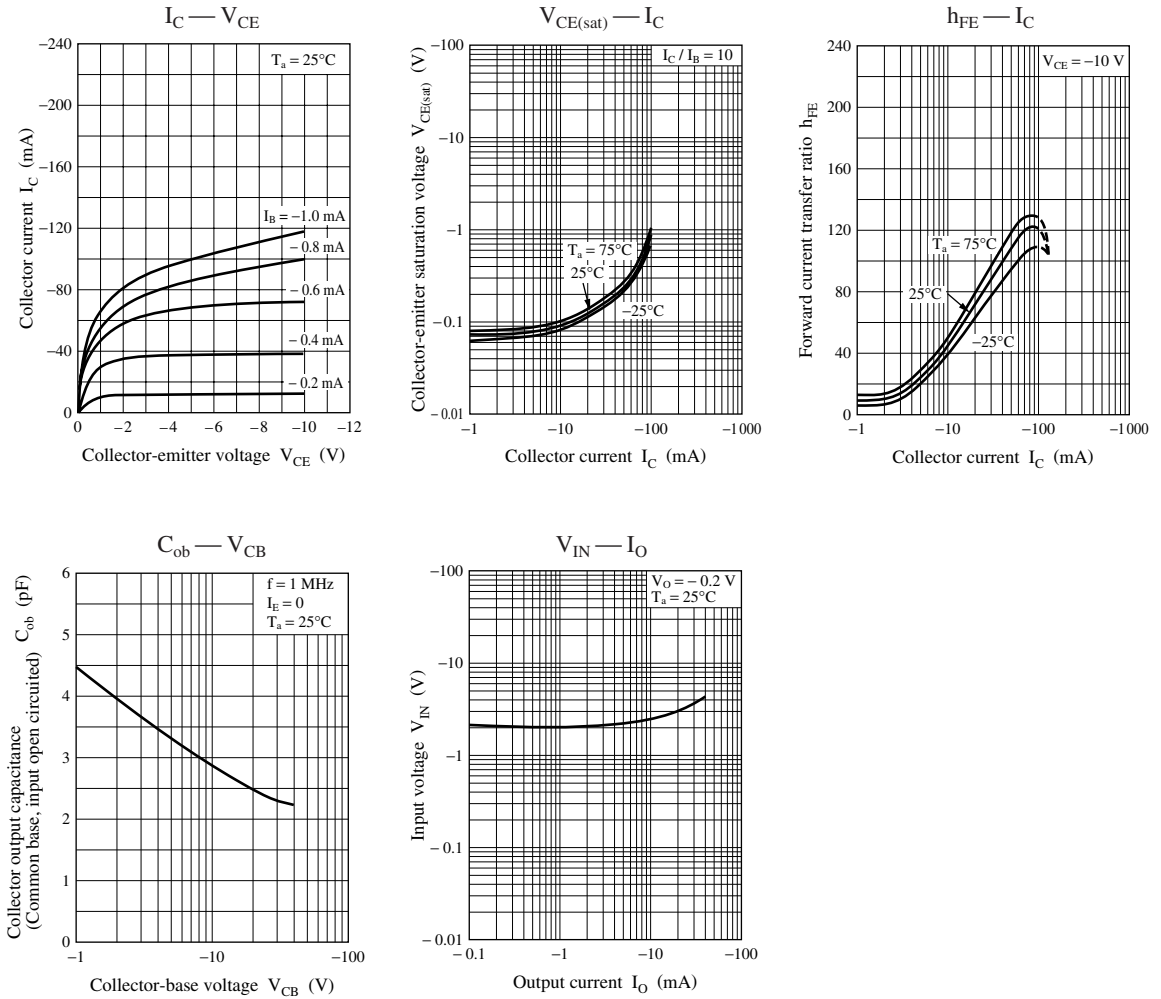 I_C — V_CE
T_a = 25°C
Collector current I_C (mA)
−240
−200
−160
−120
−80
−40
0
I_B = −1.0 mA
− 0.8 mA
− 0.6 mA
− 0.4 mA
− 0.2 mA
0
−2
−4
−6
−8
−10
−12
Collector-emitter voltage V_CE (V)
V_CE(sat) — I_C
I_C / I_B = 10
Collector-emitter saturation voltage V_CE(sat) (V)
−100
−10
−1
− 0.1
− 0.01
T_a = 75°C
25°C
−25°C
−1
−10
−100
−1000
Collector current I_C (mA)
h_FE — I_C
V_CE = −10 V
Forward current transfer ratio h_FE
240
200
160
120
80
40
0
T_a = 75°C
25°C
−25°C
−1
−10
−100
−1000
Collector current I_C (mA)
C_ob — V_CB
f = 1 MHz
I_E = 0
T_a = 25°C
Collector output capacitance C_ob (pF)
(Common base, input open circuited)
6
5
4
3
2
1
0
−1
−10
−100
Collector-base voltage V_CB (V)
V_IN — I_O
V_O = − 0.2 V
T_a = 25°C
Input voltage V_IN (V)
−100
−10
−1
− 0.1
− 0.01
− 0.1
−1
−10
−100
Output current I_O (mA)